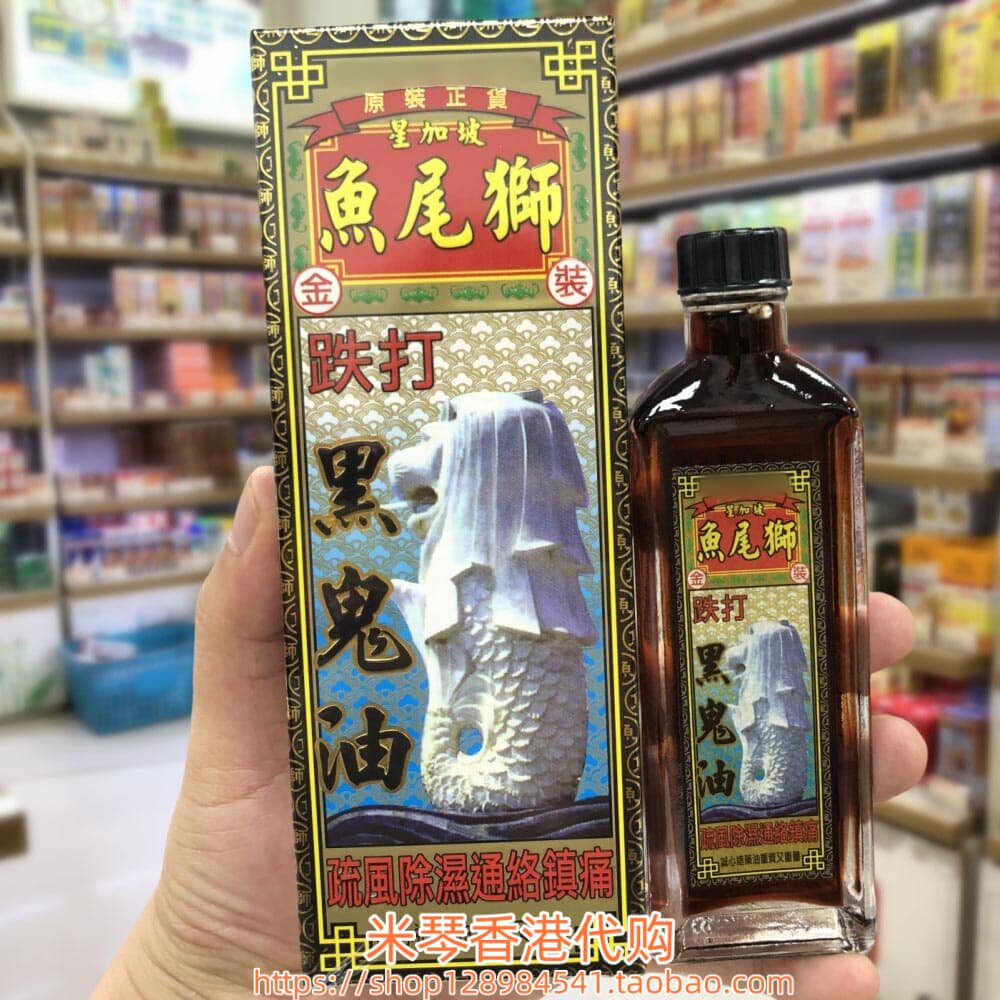 原裝正貨
星加坡
魚尾獅
金 裝
跌打
黑鬼油
疏風除濕通絡鎮痛
星加坡
魚尾獅
金 裝
跌打
黑鬼油
疏風除濕通絡鎮痛
米琴香港代购
https://shop128984541.taobao.com